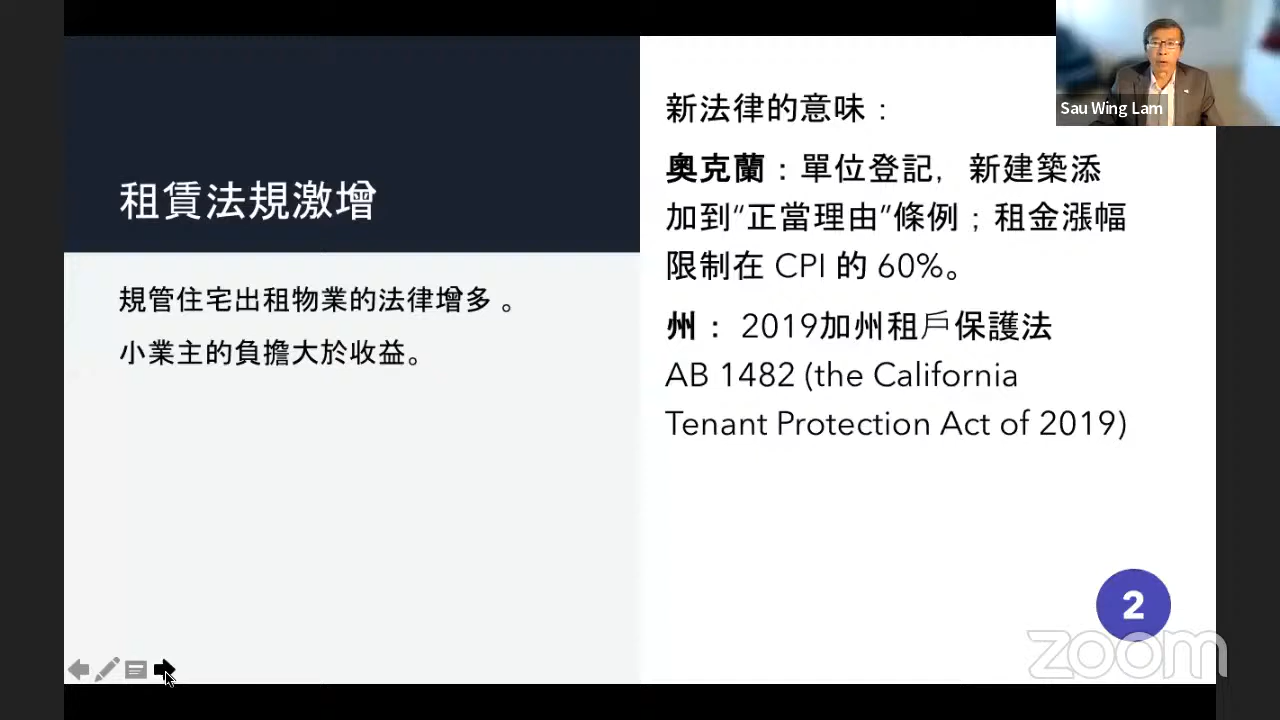 租賃法規激增
規管住宅出租物業的法律增多 。
小業主的負擔大於收益。
新法律的意味：
奧克蘭：單位登記，新建築添
加到“正當理由”條例；租金漲幅
限制在 CPI 的 60%。
州： 2019加州租戶保護法
AB 1482 (the California
Tenant Protection Act of 2019)
2
Sau Wing Lam
zoom